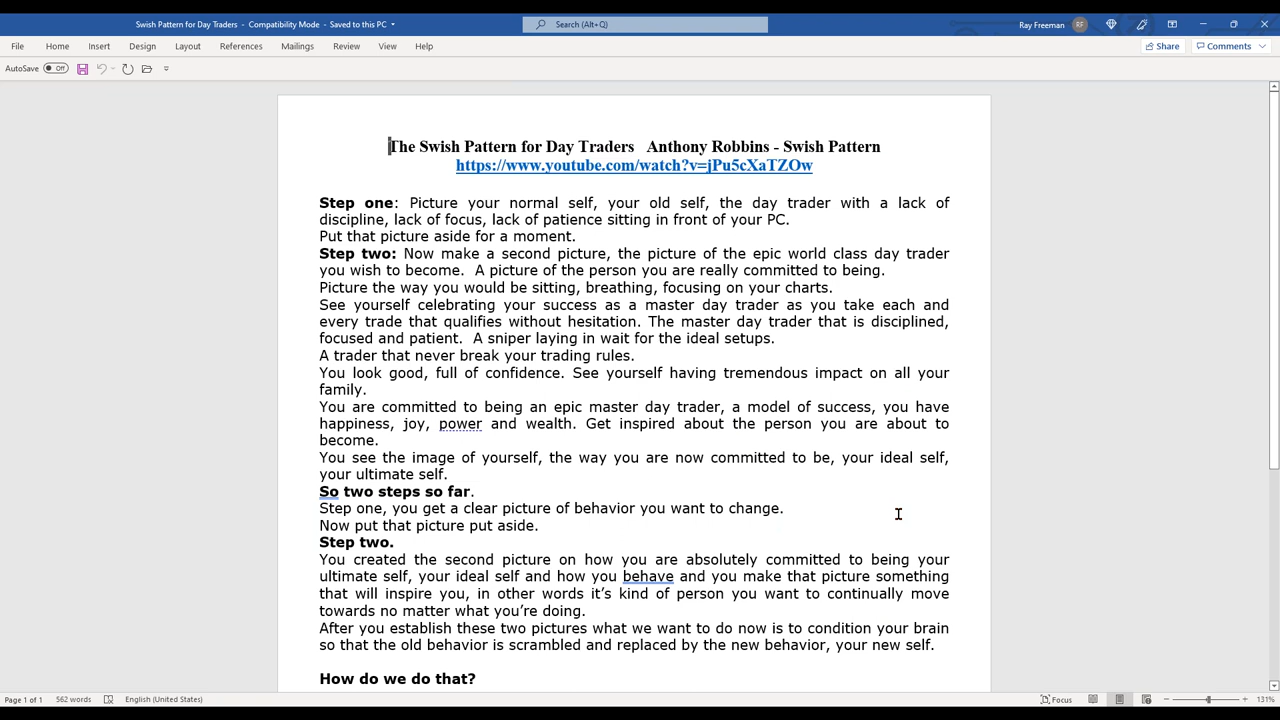 Swish Pattern for Day Traders - Compatibility Mode - Saved to this PC
Search (Alt+Q)
Ray Freeman
RF
File Home Insert Design Layout References Mailings Review View Help
Share
Comments
AutoSave Off
The Swish Pattern for Day Traders Anthony Robbins - Swish Pattern
https://www.youtube.com/watch?v=jPu5cXaTZOw
Step one: Picture your normal self, your old self, the day trader with a lack of
discipline, lack of focus, lack of patience sitting in front of your PC.
Put that picture aside for a moment.
Step two: Now make a second picture, the picture of the epic world class day trader
you wish to become. A picture of the person you are really committed to being.
Picture the way you would be sitting, breathing, focusing on your charts.
See yourself celebrating your success as a master day trader as you take each and
every trade that qualifies without hesitation. The master day trader that is disciplined,
focused and patient. A sniper laying in wait for the ideal setups.
A trader that never break your trading rules.
You look good, full of confidence. See yourself having tremendous impact on all your
family.
You are committed to being an epic master day trader, a model of success, you have
happiness, joy, power and wealth. Get inspired about the person you are about to
become.
You see the image of yourself, the way you are now committed to be, your ideal self,
your ultimate self.
So two steps so far.
Step one, you get a clear picture of behavior you want to change.
Now put that picture put aside.
Step two.
You created the second picture on how you are absolutely committed to being your
ultimate self, your ideal self and how you behave and you make that picture something
that will inspire you, in other words it's kind of person you want to continually move
towards no matter what you're doing.
After you establish these two pictures what we want to do now is to condition your brain
so that the old behavior is scrambled and replaced by the new behavior, your new self.
How do we do that?
Page 1 of 1 562 words English (United States)
Focus
131%